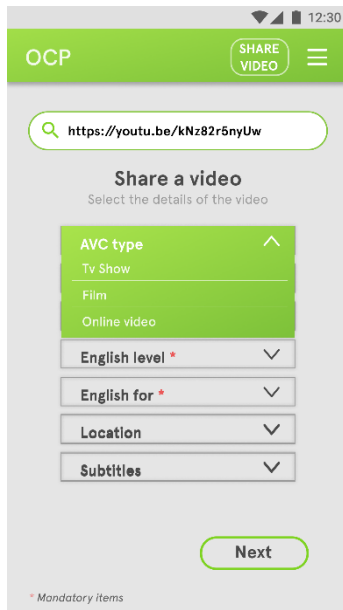 12:30
OCP
SHARE
VIDEO
https://youtu.be/kNz82r5nyUw
Share a video
Select the details of the video
AVC type
Tv Show
Film
Online video
English level *
English for *
Location
Subtitles
Next
* Mandatory items